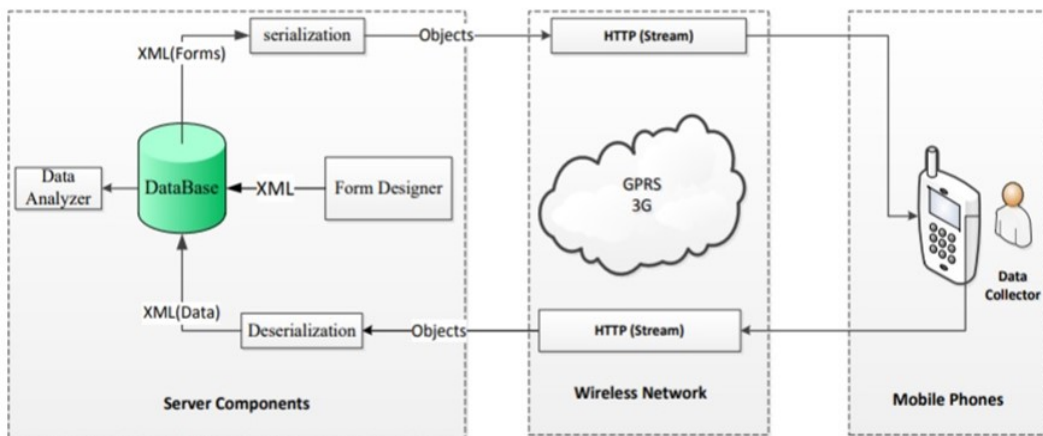 serialization
Objects
HTTP (Stream)
XML(Forms)
Data
Analyzer
DataBase
XML
Form Designer
GPRS
3G
Data
Collector
XML(Data)
Deserialization
Objects
HTTP (Stream)
Server Components
Wireless Network
Mobile Phones